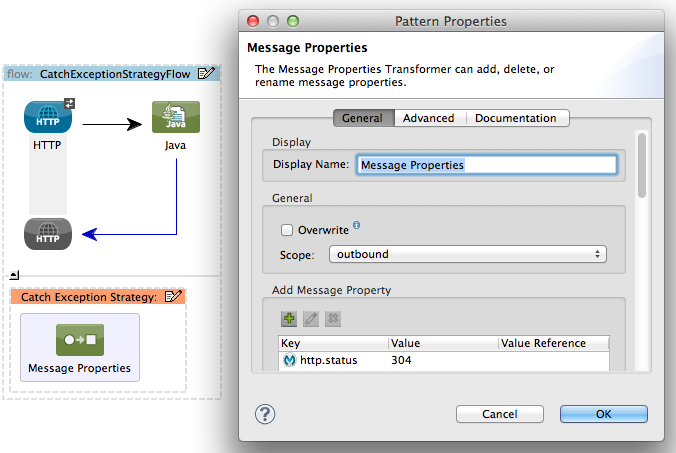 flow: CatchExceptionStrategyFlow
HTTP
HTTP
Java
Java
HTTP
Catch Exception Strategy:
Message Properties
Pattern Properties
Message Properties
The Message Properties Transformer can add, delete, or
rename message properties.
General Advanced Documentation
Display
Display Name: Message Properties
General
Overwrite
Scope: outbound
Add Message Property
Key Value Value Reference
http.status 304
? Cancel OK